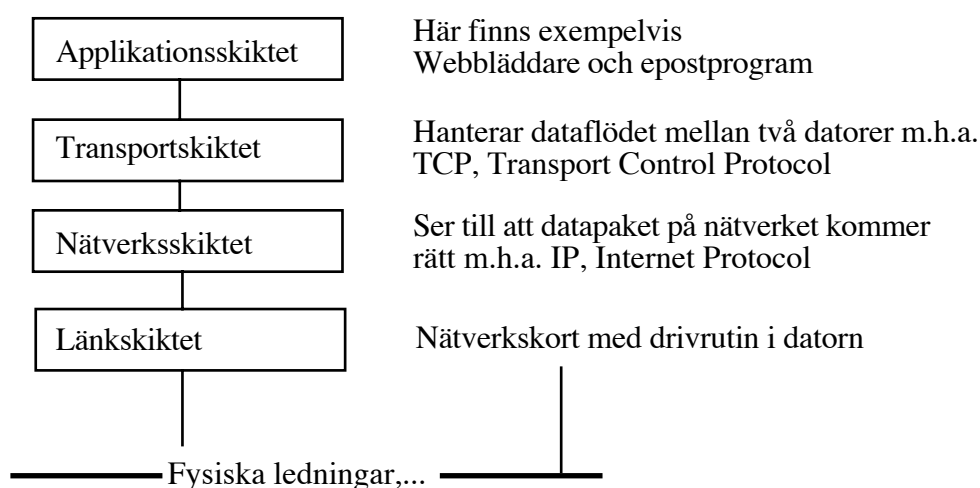 Applikationsskiktet
Här finns exempelvis
Webbläddare och epostprogram
Transportskiktet
Hanterar dataflödet mellan två datorer m.h.a.
TCP, Transport Control Protocol
Nätverksskiktet
Ser till att datapaket på nätverket kommer
rätt m.h.a. IP, Internet Protocol
Länkskiktet
Nätverkskort med drivrutin i datorn
Fysiska ledningar,...